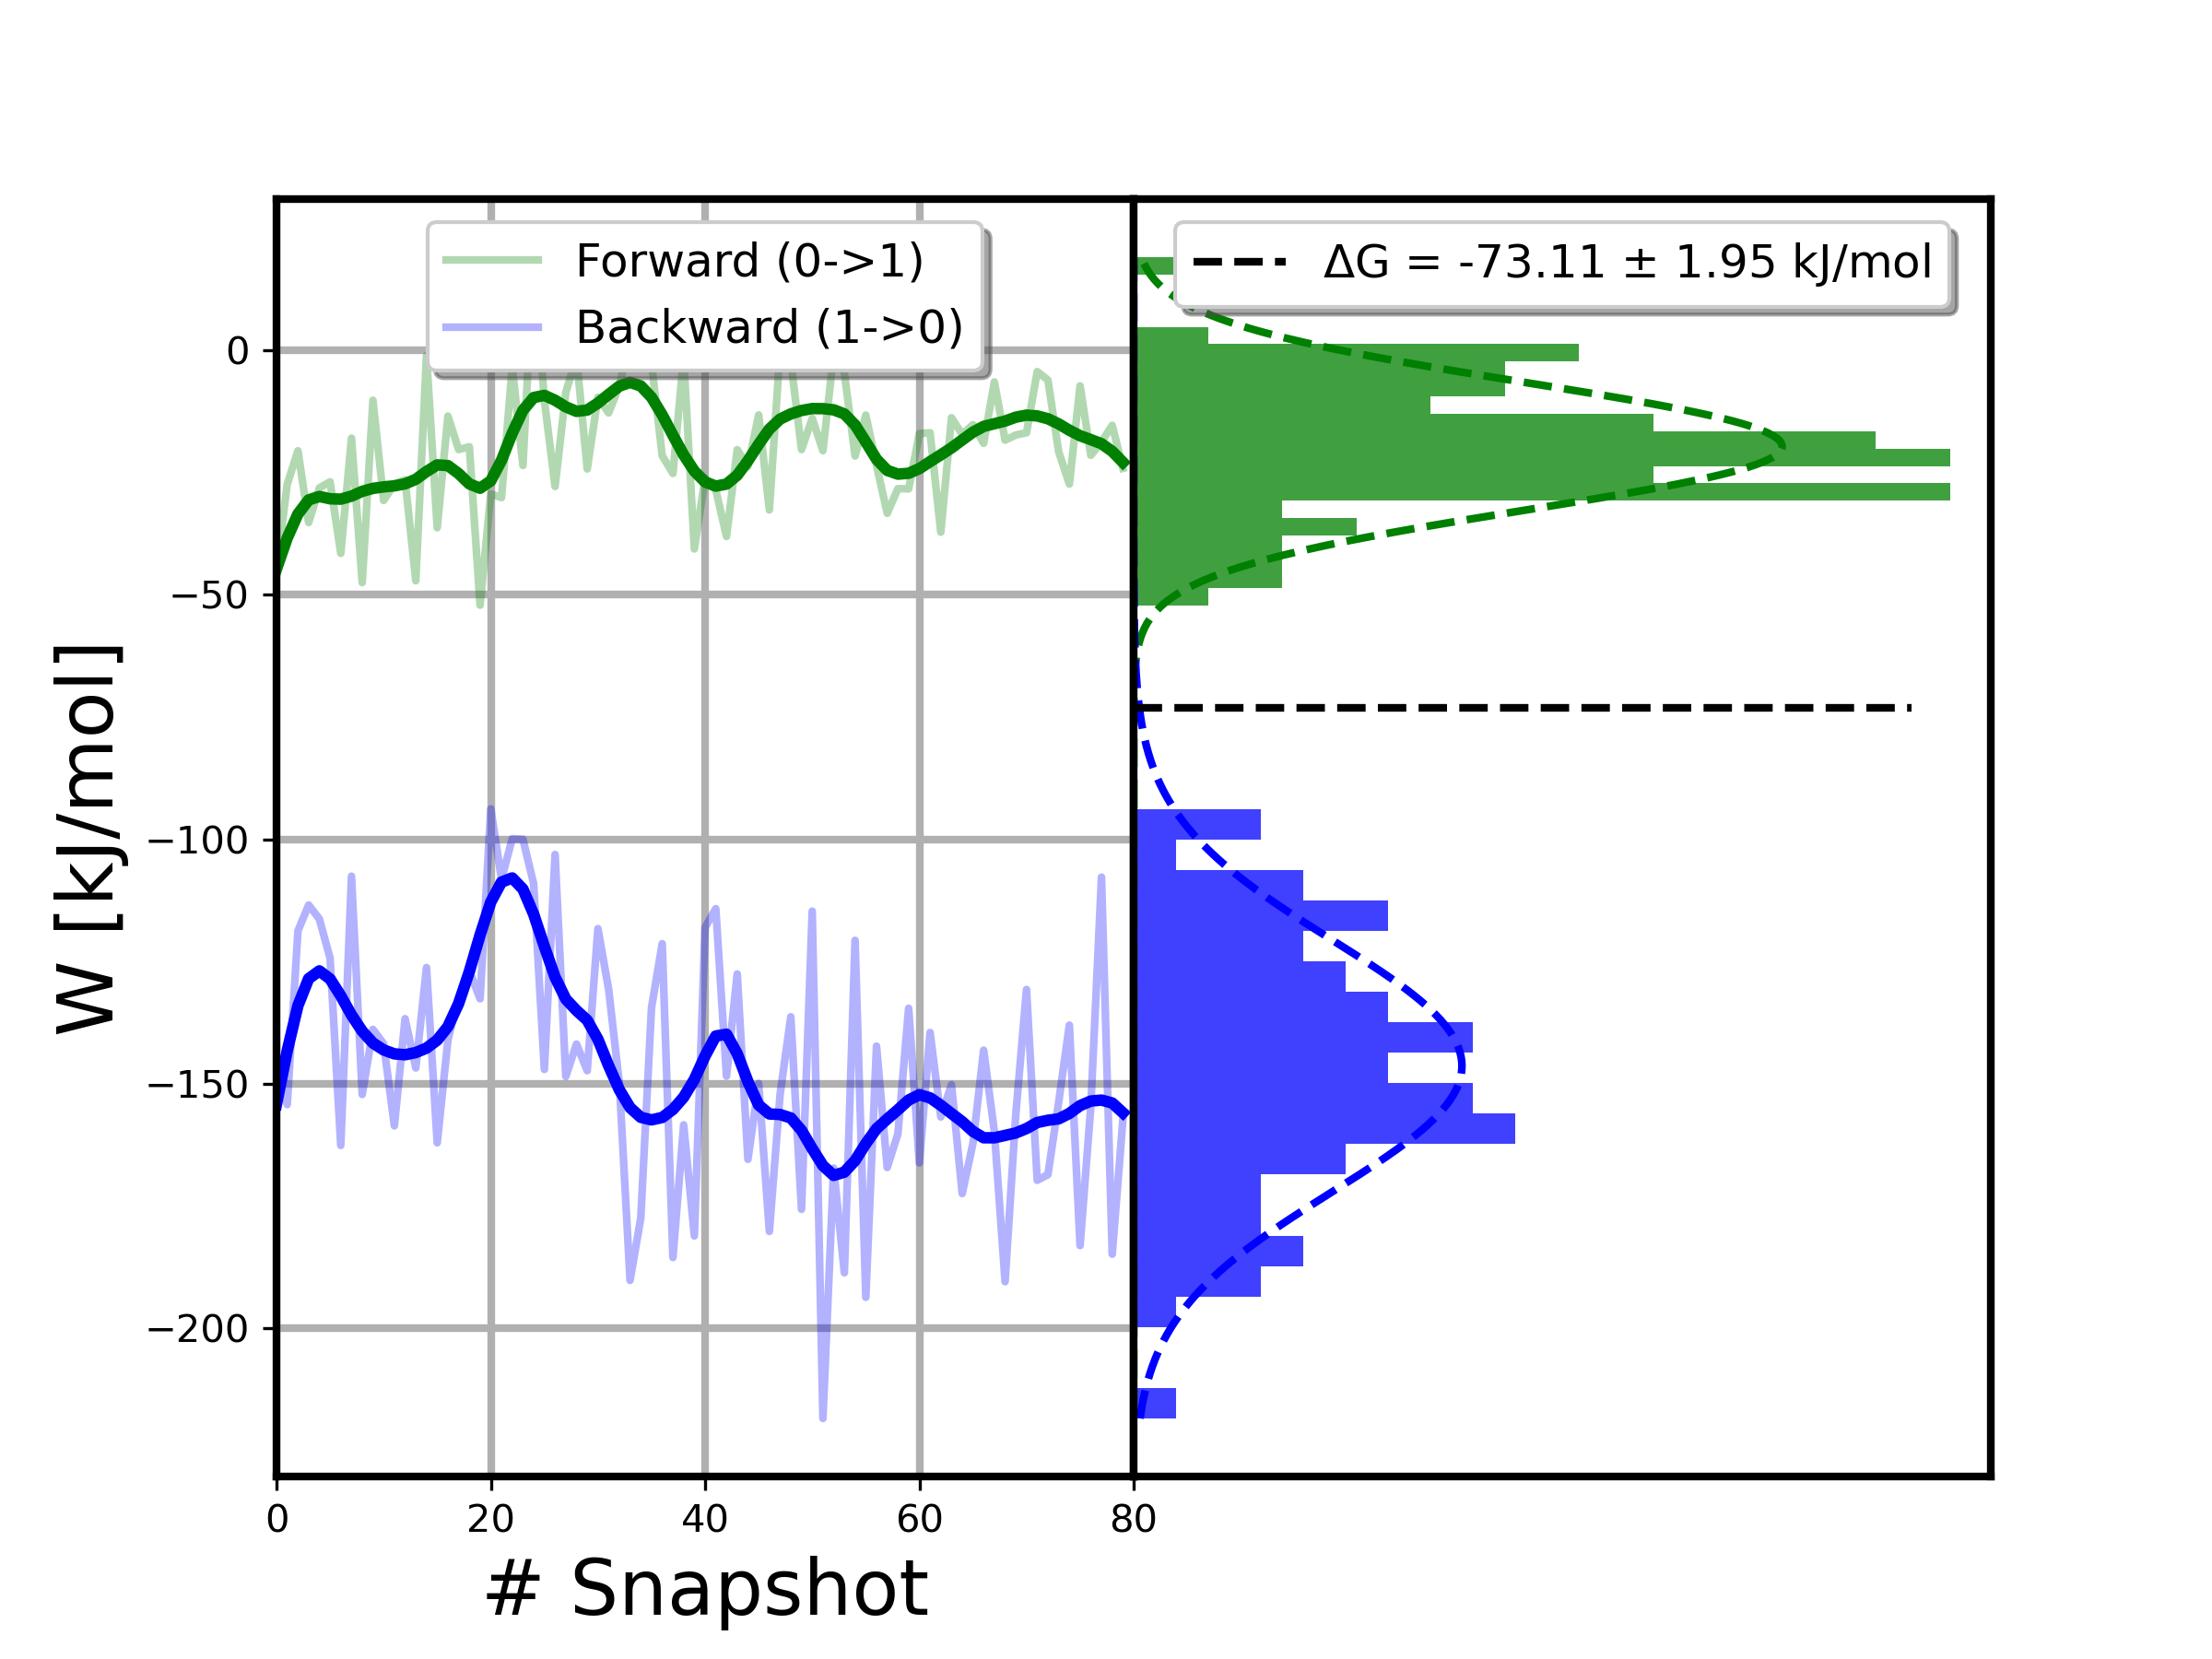 Forward (0->1)
Backward (1->0)
ΔG = -73.11 ± 1.95 kJ/mol
W [kJ/mol]
0
−50
−100
−150
−200
0 20 40 60 80
# Snapshot